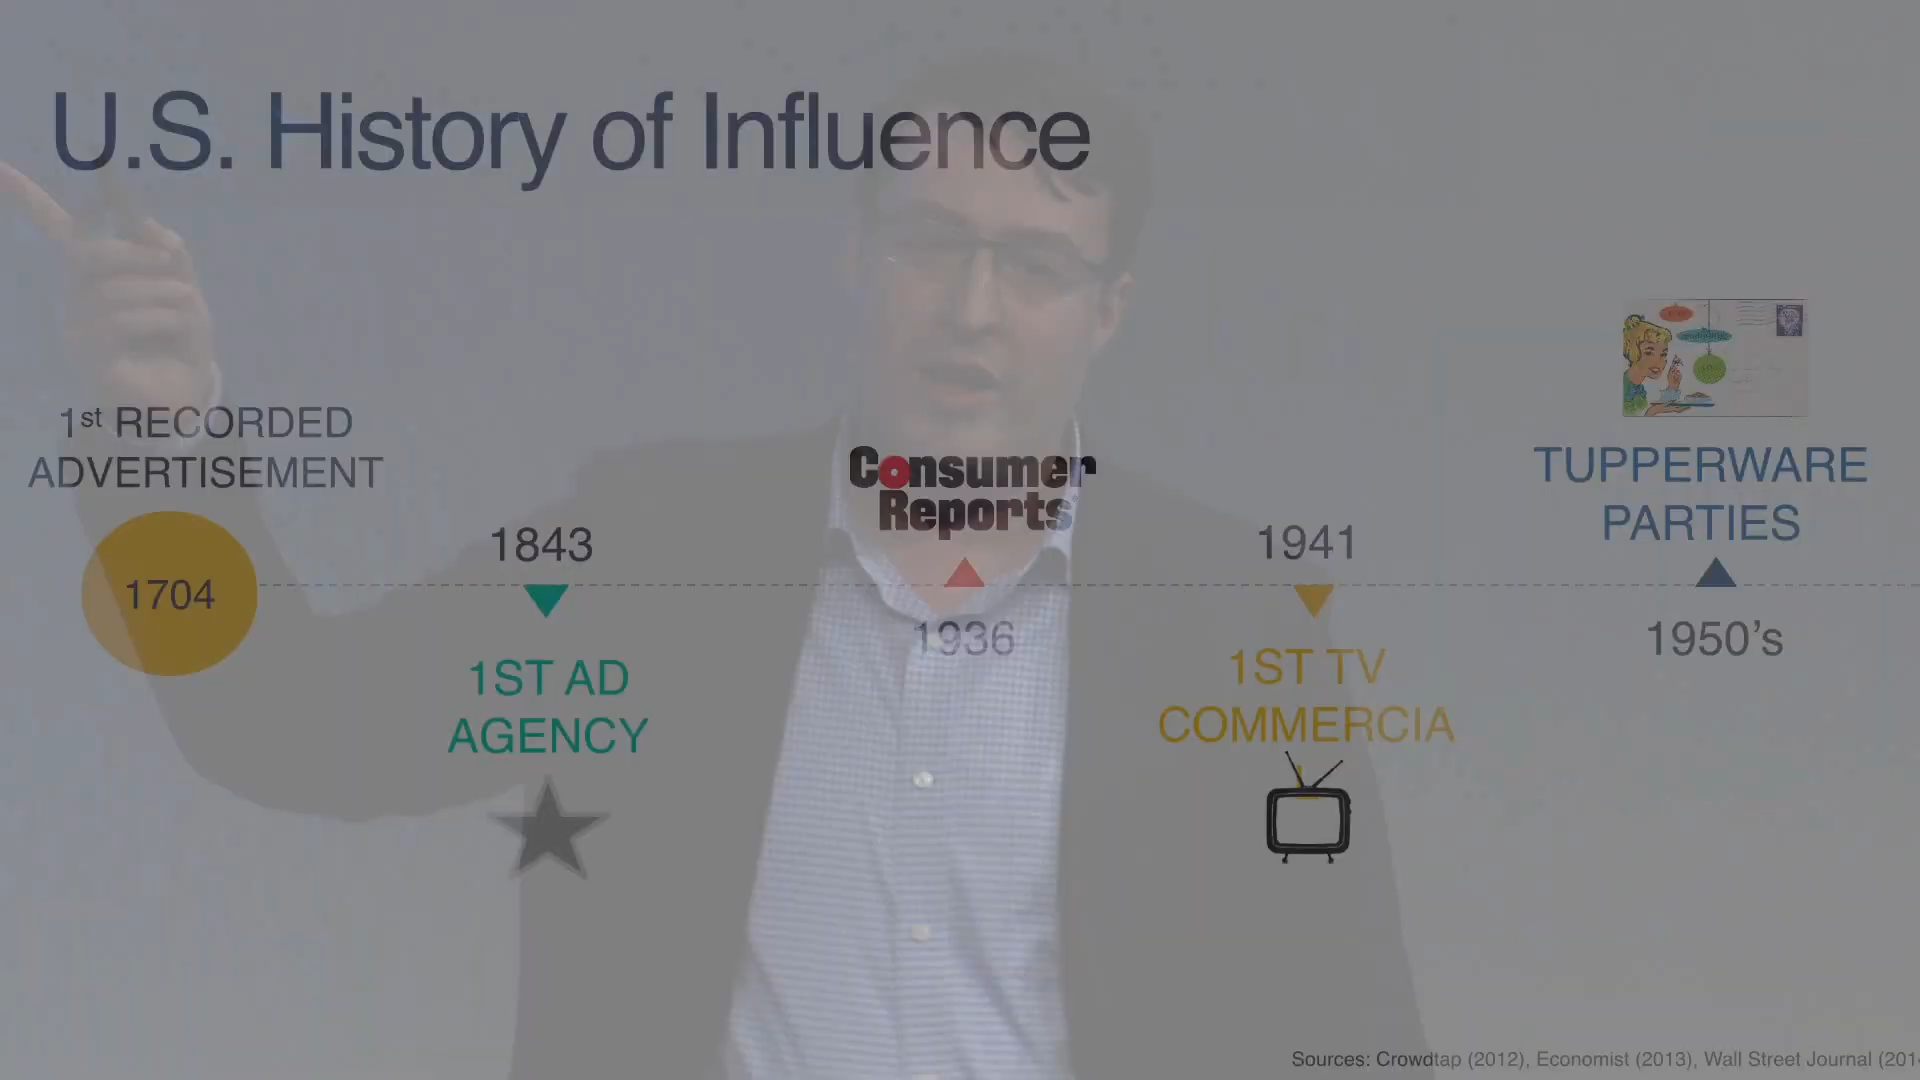 U.S. History of Influence
1st RECORDED
ADVERTISEMENT
1704
1843
1ST AD
AGENCY
Consumer
Reports
1936
1941
1ST TV
COMMERCIA
TUPPERWARE
PARTIES
1950's
Sources: Crowdtap (2012), Economist (2013), Wall Street Journal (201